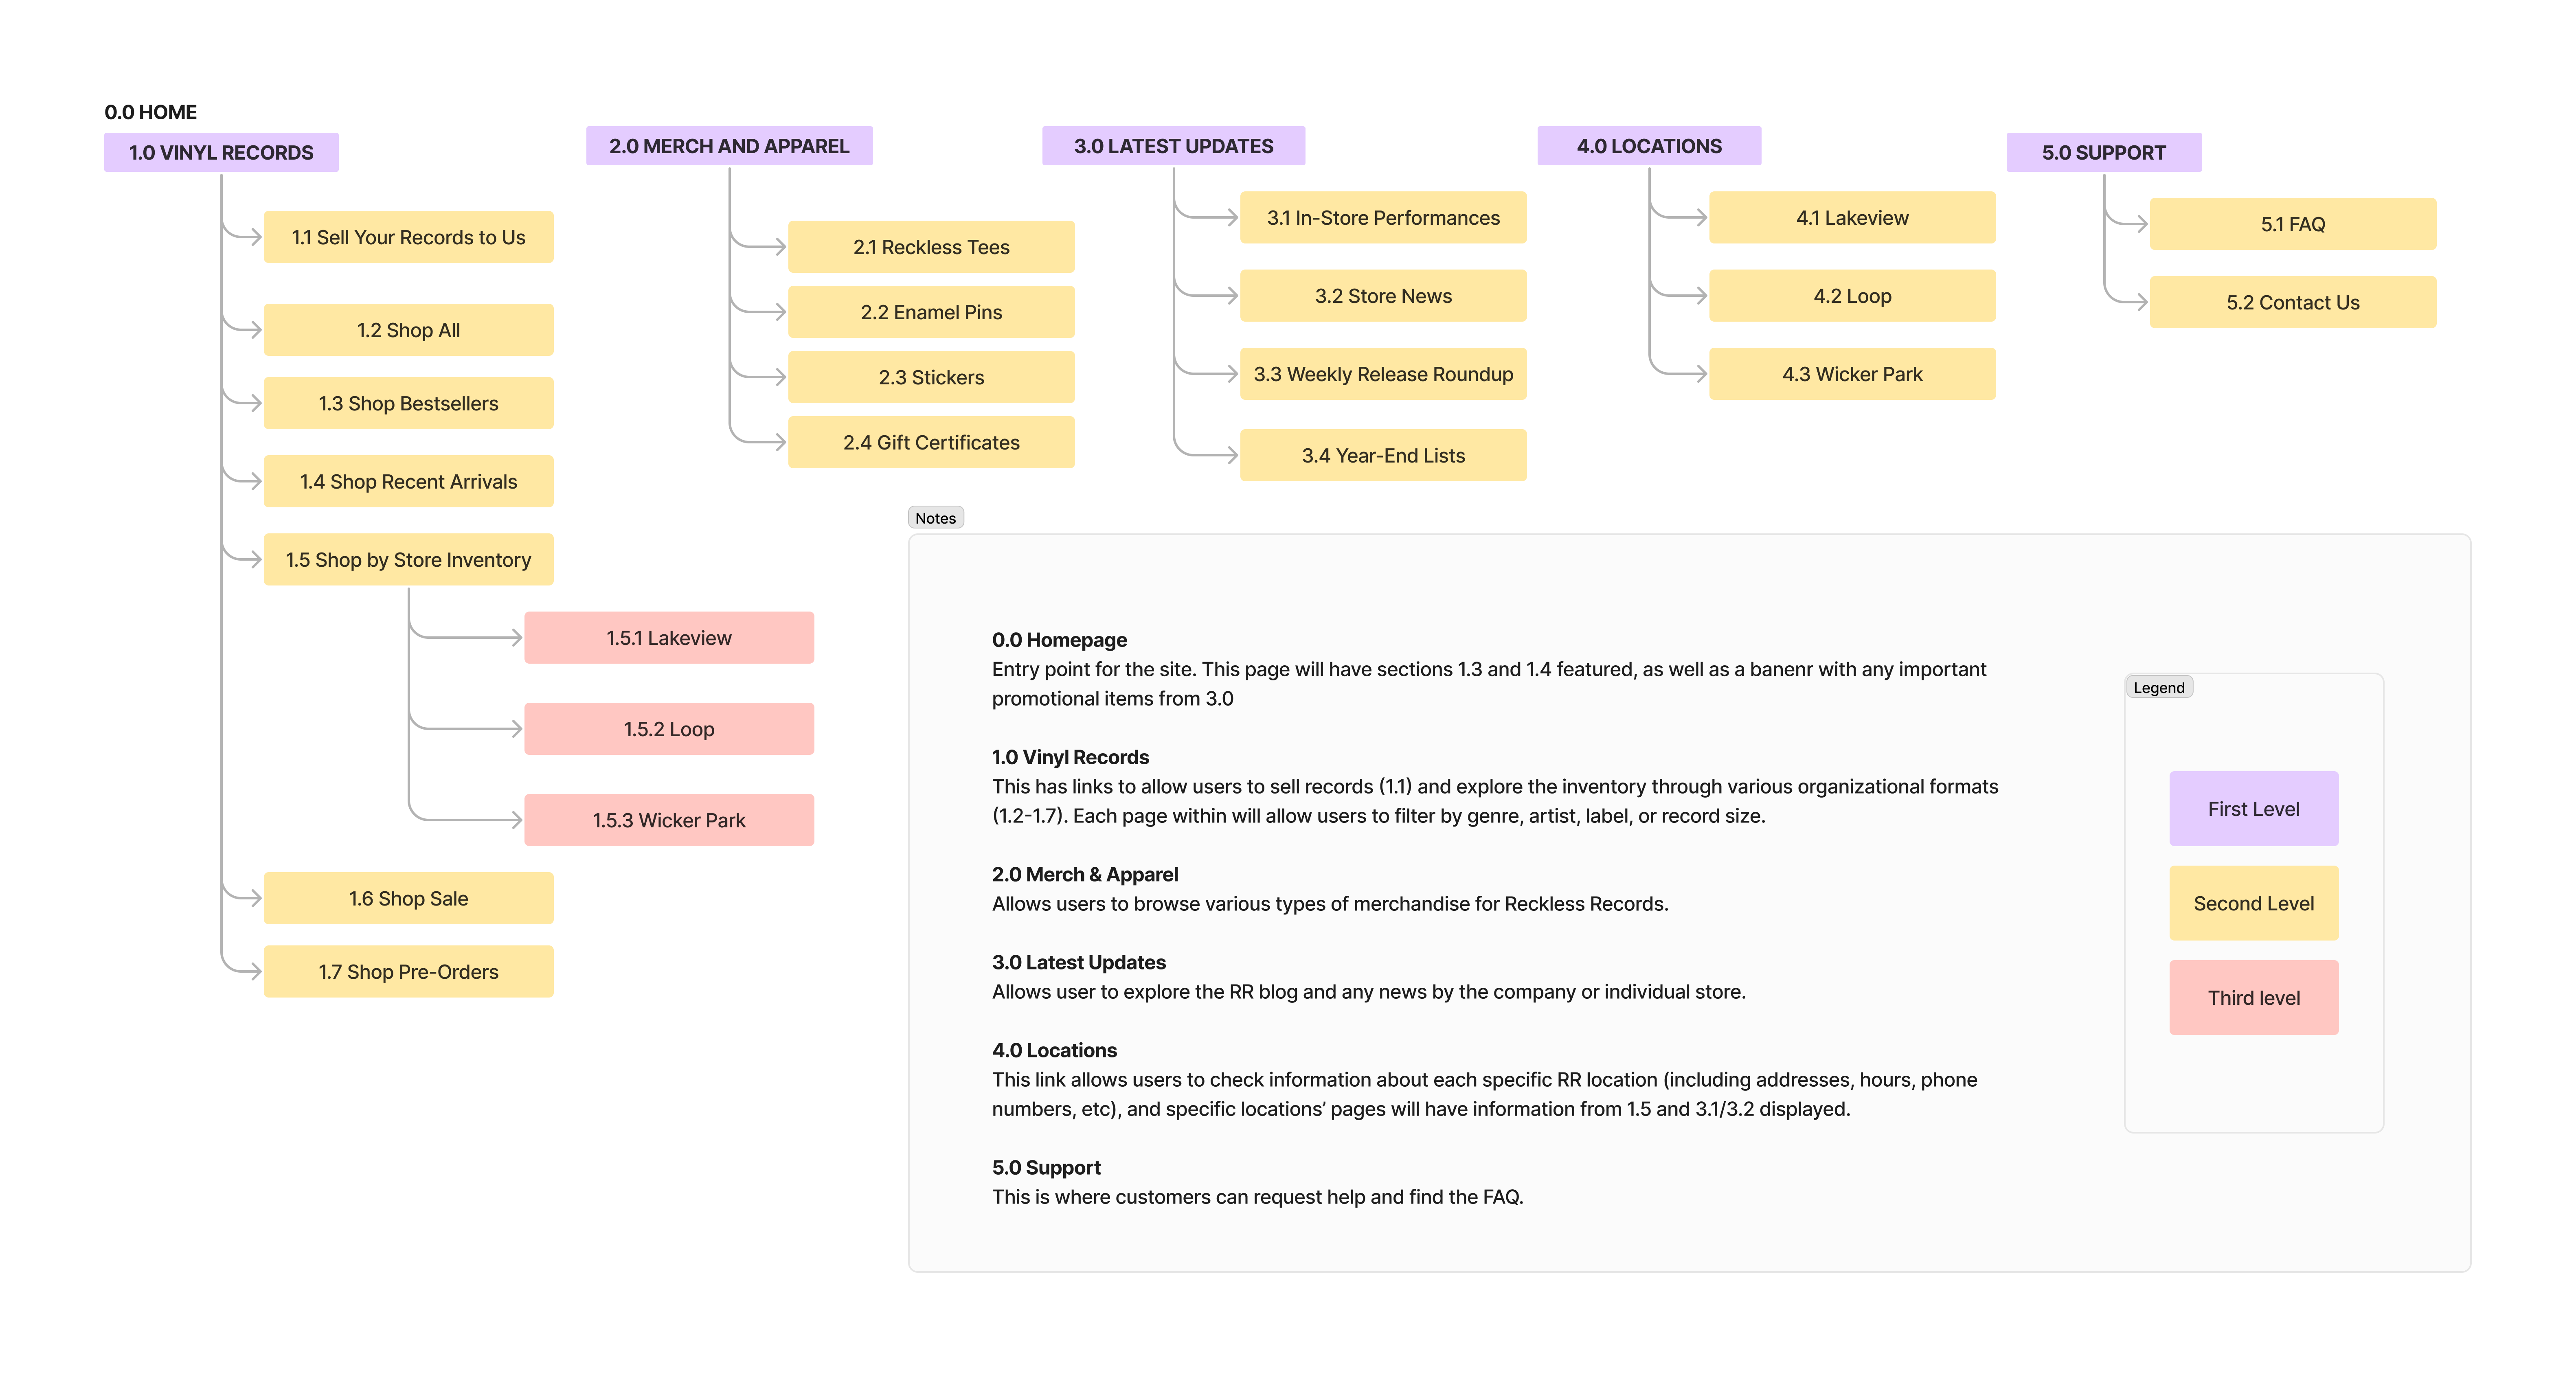 0.0 HOME
1.0 VINYL RECORDS
1.1 Sell Your Records to Us
1.2 Shop All
1.3 Shop Bestsellers
1.4 Shop Recent Arrivals
1.5 Shop by Store Inventory
1.5.1 Lakeview
1.5.2 Loop
1.5.3 Wicker Park
1.6 Shop Sale
1.7 Shop Pre-Orders
2.0 MERCH AND APPAREL
2.1 Reckless Tees
2.2 Enamel Pins
2.3 Stickers
2.4 Gift Certificates
3.0 LATEST UPDATES
3.1 In-Store Performances
3.2 Store News
3.3 Weekly Release Roundup
3.4 Year-End Lists
4.0 LOCATIONS
4.1 Lakeview
4.2 Loop
4.3 Wicker Park
5.0 SUPPORT
5.1 FAQ
5.2 Contact Us
Notes
0.0 Homepage
Entry point for the site. This page will have sections 1.3 and 1.4 featured, as well as a banenr with any important
promotional items from 3.0
1.0 Vinyl Records
This has links to allow users to sell records (1.1) and explore the inventory through various organizational formats
(1.2-1.7). Each page within will allow users to filter by genre, artist, label, or record size.
2.0 Merch & Apparel
Allows users to browse various types of merchandise for Reckless Records.
3.0 Latest Updates
Allows user to explore the RR blog and any news by the company or individual store.
4.0 Locations
This link allows users to check information about each specific RR location (including addresses, hours, phone
numbers, etc), and specific locations’ pages will have information from 1.5 and 3.1/3.2 displayed.
5.0 Support
This is where customers can request help and find the FAQ.
Legend
First Level
Second Level
Third level